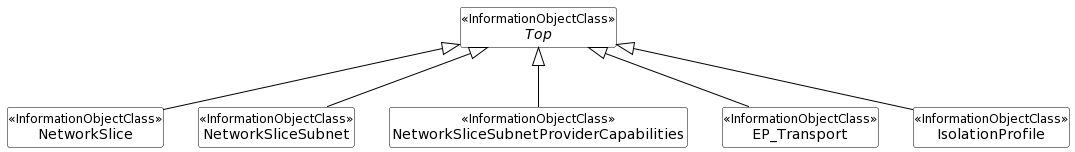 «InformationObjectClass»
Top
«InformationObjectClass»
NetworkSlice
«InformationObjectClass»
NetworkSliceSubnet
«InformationObjectClass»
NetworkSliceSubnetProviderCapabilities
«InformationObjectClass»
EP_Transport
«InformationObjectClass»
IsolationProfile